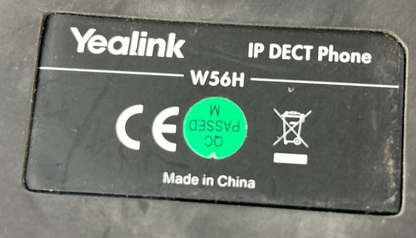 Yealink
IP DECT Phone
W56H
CE
QC
PASSED
M
Made in China